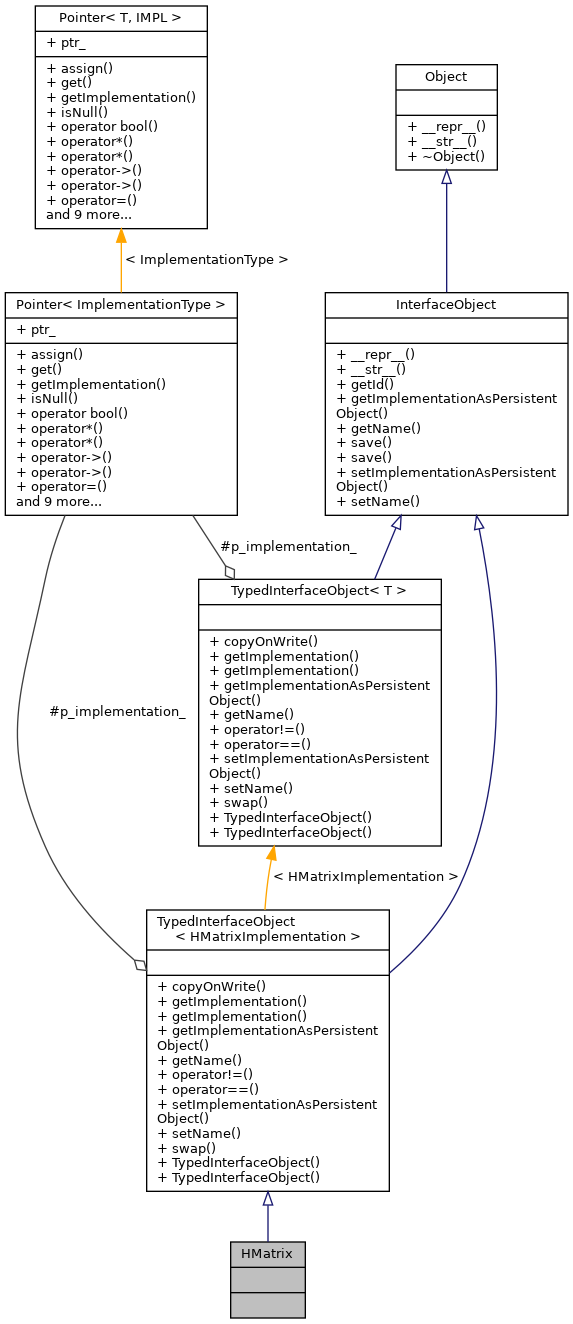 Pointer< T, IMPL >
+ ptr_
+ assign()
+ get()
+ getImplementation()
+ isNull()
+ operator bool()
+ operator*()
+ operator*()
+ operator->()
+ operator->()
+ operator=()
and 9 more...
Object
+ __repr__()
+ __str__()
+ ~Object()
< ImplementationType >
Pointer< ImplementationType >
+ ptr_
+ assign()
+ get()
+ getImplementation()
+ isNull()
+ operator bool()
+ operator*()
+ operator*()
+ operator->()
+ operator->()
+ operator=()
and 9 more...
InterfaceObject
+ __repr__()
+ __str__()
+ getId()
+ getImplementationAsPersistent
Object()
+ getName()
+ save()
+ save()
+ setImplementationAsPersistent
Object()
+ setName()
#p_implementation_
TypedInterfaceObject< T >
+ copyOnWrite()
+ getImplementation()
+ getImplementation()
+ getImplementationAsPersistent
Object()
+ getName()
+ operator!=()
+ operator==()
+ setImplementationAsPersistent
Object()
+ setName()
+ swap()
+ TypedInterfaceObject()
+ TypedInterfaceObject()
#p_implementation_
< HMatrixImplementation >
TypedInterfaceObject
< HMatrixImplementation >
+ copyOnWrite()
+ getImplementation()
+ getImplementation()
+ getImplementationAsPersistent
Object()
+ getName()
+ operator!=()
+ operator==()
+ setImplementationAsPersistent
Object()
+ setName()
+ swap()
+ TypedInterfaceObject()
+ TypedInterfaceObject()
HMatrix